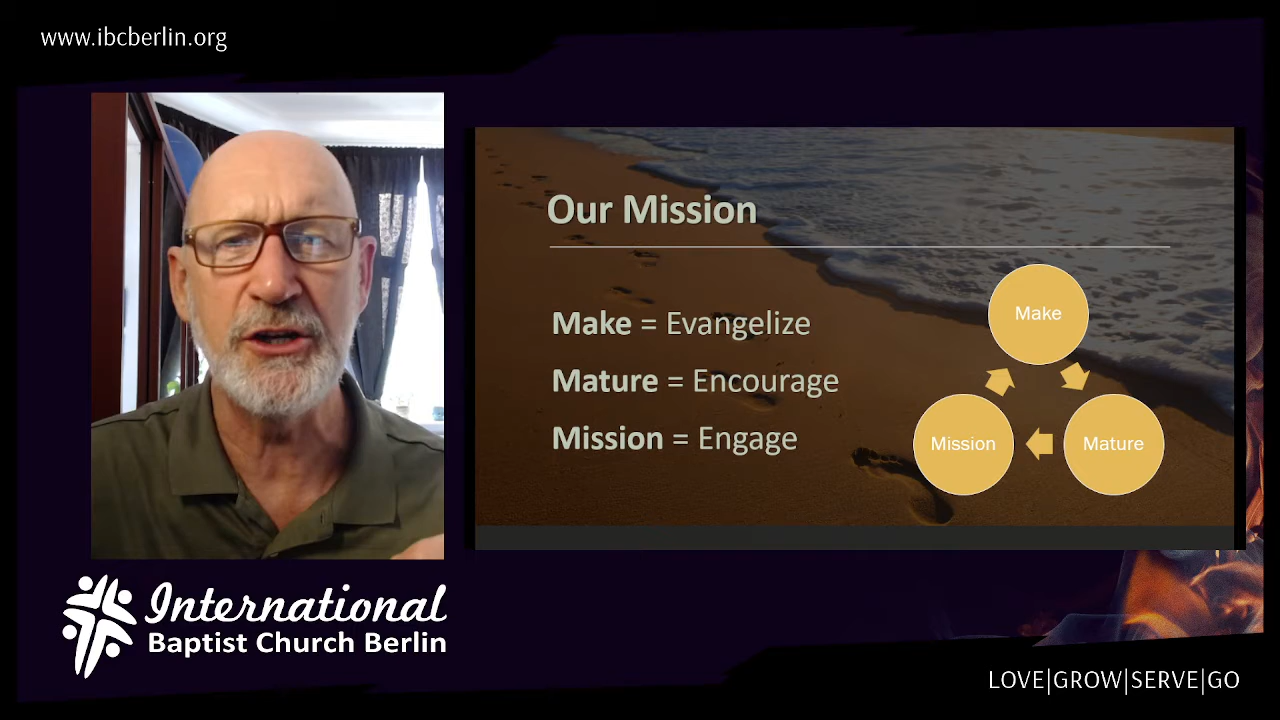 www.ibcberlin.org
Our Mission
Make = Evangelize
Mature = Encourage
Mission = Engage
Make
Mission
Mature
International
Baptist Church Berlin
LOVE|GROW|SERVE|GO